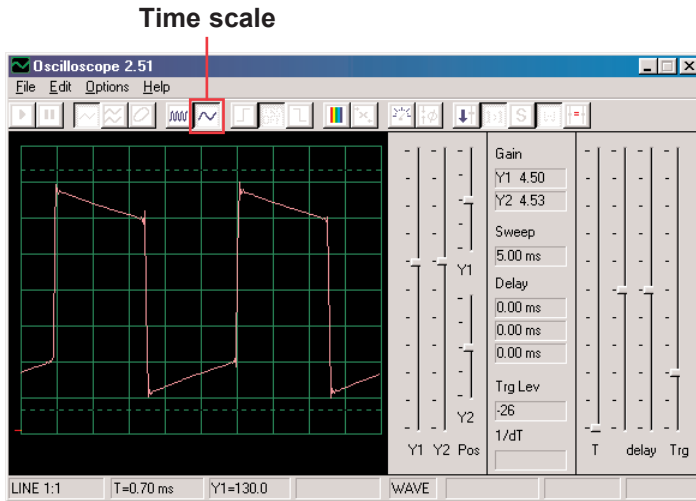 Time scale
Oscilloscope 2.51
File Edit Options Help
Gain
Y1 4.50
Y2 4.53
Sweep
5.00 ms
Delay
0.00 ms
0.00 ms
0.00 ms
Trg Lev
-26
1/dT
Y1
Y2
Y1 Y2 Pos
T delay Trg
LINE 1:1 T=0.70 ms Y1=130.0 WAVE